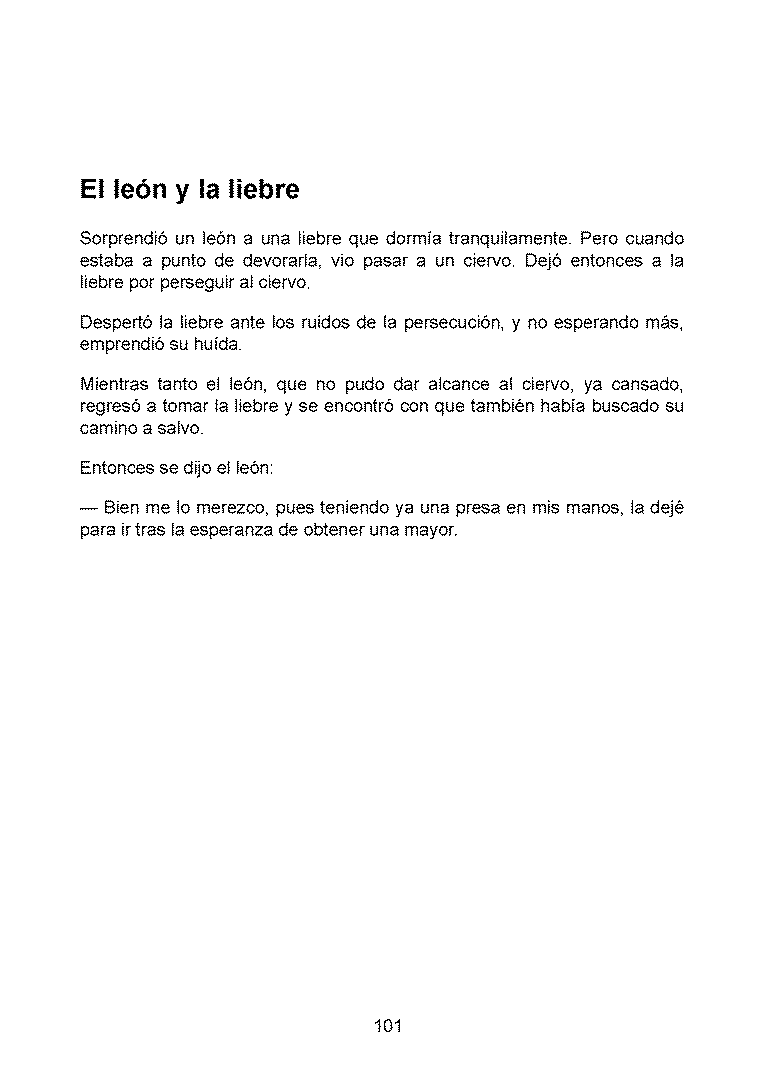 El león y la liebre
Sorprendió un león a una liebre que dormía tranquilamente. Pero cuando
estaba a punto de devorarla, vio pasar a un ciervo. Dejó entonces a la
liebre por perseguir al ciervo.
Despertó la liebre ante los ruidos de la persecución, y no esperando más,
emprendió su huída.
Mientras tanto el león, que no pudo dar alcance al ciervo, ya cansado,
regresó a tomar la liebre y se encontró con que también había buscado su
camino a salvo.
Entonces se dijo el león:
— Bien me lo merezco, pues teniendo ya una presa en mis manos, la dejé
para ir tras la esperanza de obtener una mayor.
101